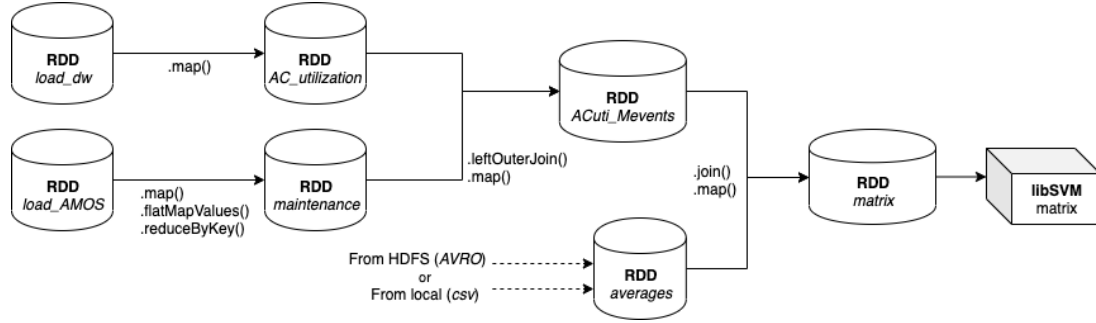 RDD
load_dw
.map()
RDD
AC_utilization
RDD
load_AMOS
.map()
.flatMapValues()
.reduceByKey()
RDD
maintenance
.leftOuterJoin()
.map()
RDD
ACuti_Mevents
From HDFS (AVRO)
or
From local (csv)
RDD
averages
.join()
.map()
RDD
matrix
libSVM
matrix